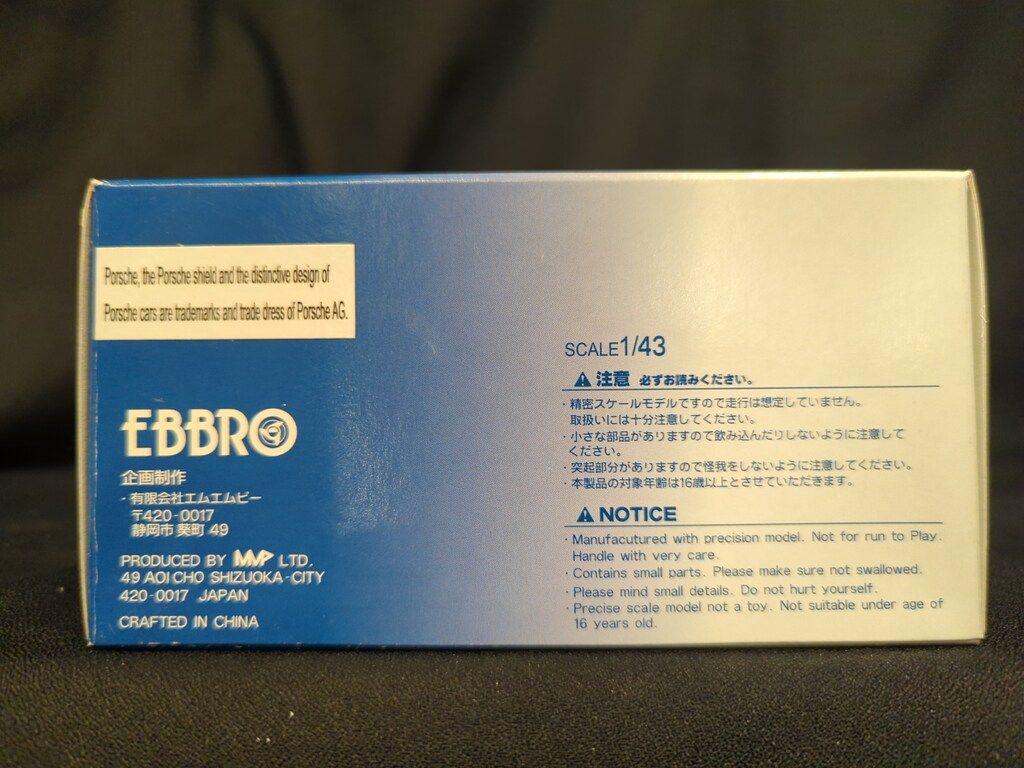 Porsche, the Porsche shield and the distinctive design of
Porsche cars are trademarks and trade dress of Porsche AG.
EBBRO
企画制作
・有限会社エムエムピー
〒420-0017
静岡市 葵町 49
PRODUCED BY MMP LTD.
49 AOI CHO SHIZUOKA-CITY
420-0017 JAPAN
CRAFTED IN CHINA
SCALE1/43
注意 必ずお読みください。
・精密スケールモデルですので走行は想定していません。
取扱いには十分注意してください。
・小さな部品がありますので飲み込んだりしないように注意して
ください。
・突起部分がありますので怪我をしないように注意してください。
・本製品の対象年齢は16歳以上とさせていただきます。
NOTICE
・Manufacutured with precision model. Not for run to Play.
Handle with very care.
・Contains small parts. Please make sure not swallowed.
・Please mind small details. Do not hurt yourself.
・Precise scale model not a toy. Not suitable under age of
16 years old.